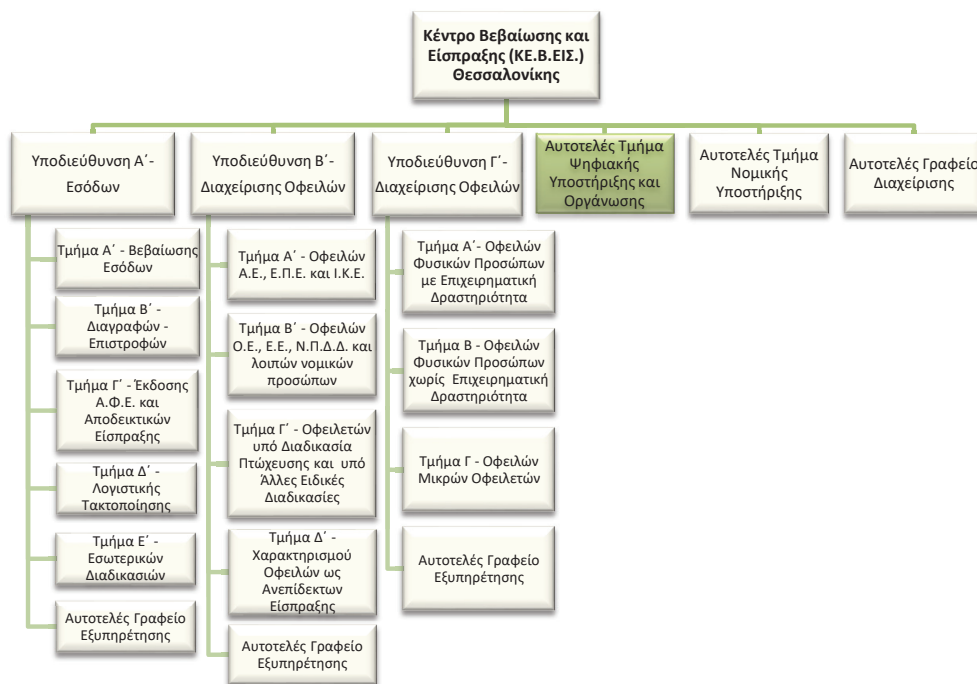 Κέντρο Βεβαίωσης και
Είσπραξης (ΚΕ.Β.ΕΙΣ.)
Θεσσαλονίκης
Υποδιεύθυνση Α΄-
Εσόδων
Υποδιεύθυνση Β΄-
Διαχείρισης Οφειλών
Υποδιεύθυνση Γ΄-
Διαχείρισης Οφειλών
Αυτοτελές Τμήμα
Ψηφιακής
Υποστήριξης και
Οργάνωσης
Αυτοτελές Τμήμα
Νομικής
Υποστήριξης
Αυτοτελές Γραφείο
Διαχείρισης
Τμήμα Α΄ - Βεβαίωσης
Εσόδων
Τμήμα Β΄ -
Διαγραφών -
Επιστροφών
Τμήμα Γ΄ - Έκδοσης
Α.Φ.Ε. και
Αποδεικτικών
Είσπραξης
Τμήμα Δ΄ -
Λογιστικής
Τακτοποίησης
Τμήμα Ε΄ -
Εσωτερικών
Διαδικασιών
Αυτοτελές Γραφείο
Εξυπηρέτησης
Τμήμα Α΄ - Οφειλών
Α.Ε., Ε.Π.Ε. και Ι.Κ.Ε.
Τμήμα Β΄ - Οφειλών
Ο.Ε., Ε.Ε., Ν.Π.Δ.Δ. και
λοιπών νομικών
προσώπων
Τμήμα Γ΄ - Οφειλετών
υπό Διαδικασία
Πτώχευσης και υπό
Άλλες Ειδικές
Διαδικασίες
Τμήμα Δ΄ -
Χαρακτηρισμού
Οφειλών ως
Ανεπίδεκτων
Είσπραξης
Αυτοτελές Γραφείο
Εξυπηρέτησης
Τμήμα Α΄- Οφειλών
Φυσικών Προσώπων
με Επιχειρηματική
Δραστηριότητα
Τμήμα Β - Οφειλών
Φυσικών Προσώπων
χωρίς Επιχειρηματική
Δραστηριότητα
Τμήμα Γ - Οφειλών
Μικρών Οφειλετών
Αυτοτελές Γραφείο
Εξυπηρέτησης